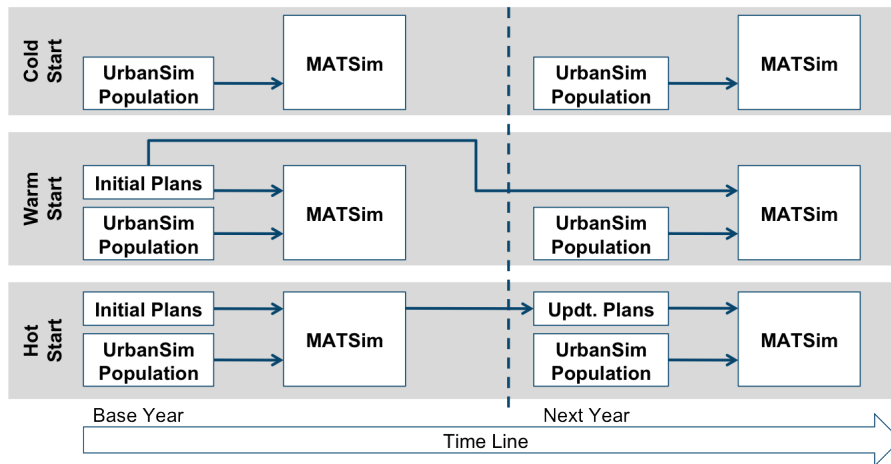 Cold
Start
UrbanSim
Population
MATSim
UrbanSim
Population
MATSim
Warm
Start
Initial Plans
UrbanSim
Population
MATSim
UrbanSim
Population
MATSim
Hot
Start
Initial Plans
UrbanSim
Population
MATSim
Updt. Plans
UrbanSim
Population
MATSim
Base Year
Next Year
Time Line